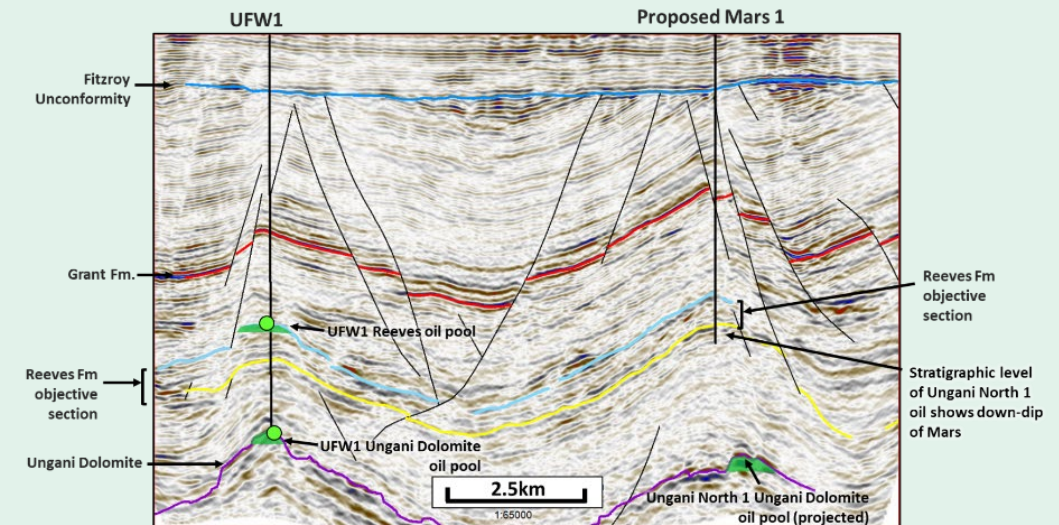 UFW1
Proposed Mars 1
Fitzroy
Unconformity
Grant Fm.
Reeves Fm
objective
section
UFW1 Reeves oil pool
Reeves Fm
objective
section
Stratigraphic level
of Ungani North 1
oil shows down-dip
of Mars
UFW1 Ungani Dolomite
oil pool
Ungani Dolomite
2.5km
1:65000
Ungani North 1 Ungani Dolomite
oil pool (projected)